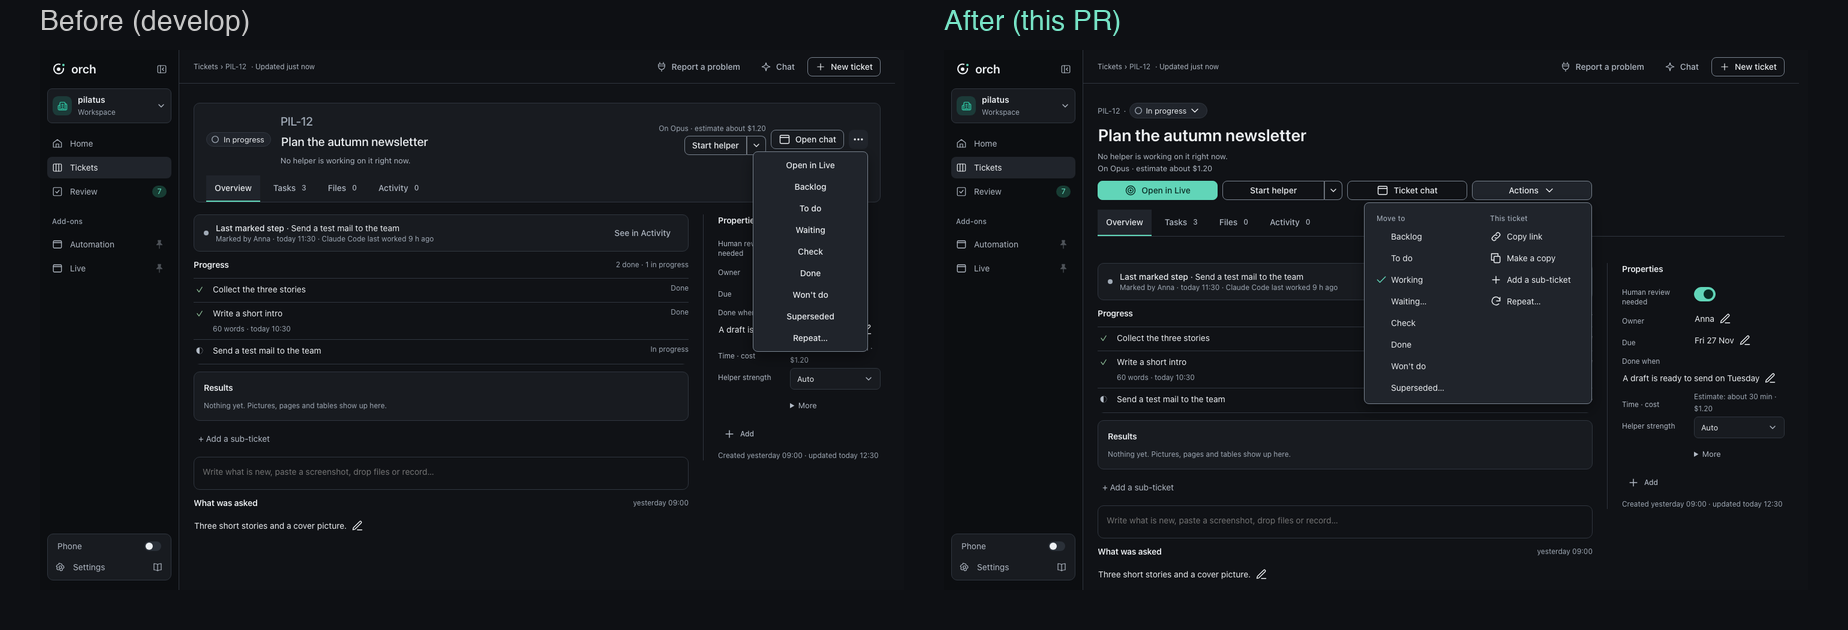 Before (develop)
orch
pilatus
Workspace
Home
Tickets
Review 7
Add-ons
Automation
Live
Phone
Settings
Tickets › PIL-12 · Updated just now
Report a problem
Chat
+ New ticket
PIL-12
In progress
Plan the autumn newsletter
No helper is working on it right now.
On Opus · estimate about $1.20
Start helper
Open chat
Overview
Tasks 3
Files 0
Activity 0
Open in Live
Backlog
To do
Waiting
Check
Done
Won't do
Superseded
Repeat...
Last marked step · Send a test mail to the team
Marked by Anna · today 11:30 · Claude Code last worked 9 h ago
See in Activity
Progress
2 done · 1 in progress
Collect the three stories
Done
Write a short intro
Done
60 words · today 10:30
Send a test mail to the team
In progress
Results
Nothing yet. Pictures, pages and tables show up here.
+ Add a sub-ticket
Write what is new, paste a screenshot, drop files or record...
What was asked
yesterday 09:00
Three short stories and a cover picture.
Human
needed
Owner
Due
Done
A draft
Time · cost
$1.20
Helper strength
Auto
More
+ Add
Created yesterday 09:00 · updated today 12:30
After (this PR)
orch
pilatus
Workspace
Home
Tickets
Review 7
Add-ons
Automation
Live
Phone
Settings
Tickets › PIL-12 · Updated just now
Report a problem
Chat
+ New ticket
PIL-12 · In progress
Plan the autumn newsletter
No helper is working on it right now.
On Opus · estimate about $1.20
Open in Live
Start helper
Ticket chat
Actions
Overview
Tasks 3
Files 0
Activity 0
Move to
Backlog
To do
Working
Waiting...
Check
Done
Won't do
Superseded...
This ticket
Copy link
Make a copy
Add a sub-ticket
Repeat...
Last marked step · Send a test mail to the team
Marked by Anna · today 11:30 · Claude Code last worked 9 h ago
Progress
Collect the three stories
Write a short intro
60 words · today 10:30
Send a test mail to the team
Results
Nothing yet. Pictures, pages and tables show up here.
+ Add a sub-ticket
Write what is new, paste a screenshot, drop files or record...
What was asked
yesterday 09:00
Three short stories and a cover picture.
Properties
Human review
needed
Owner
Anna
Due
Fri 27 Nov
Done when
A draft is ready to send on Tuesday
Time · cost
Estimate: about 30 min ·
$1.20
Helper strength
Auto
More
+ Add
Created yesterday 09:00 · updated today 12:30